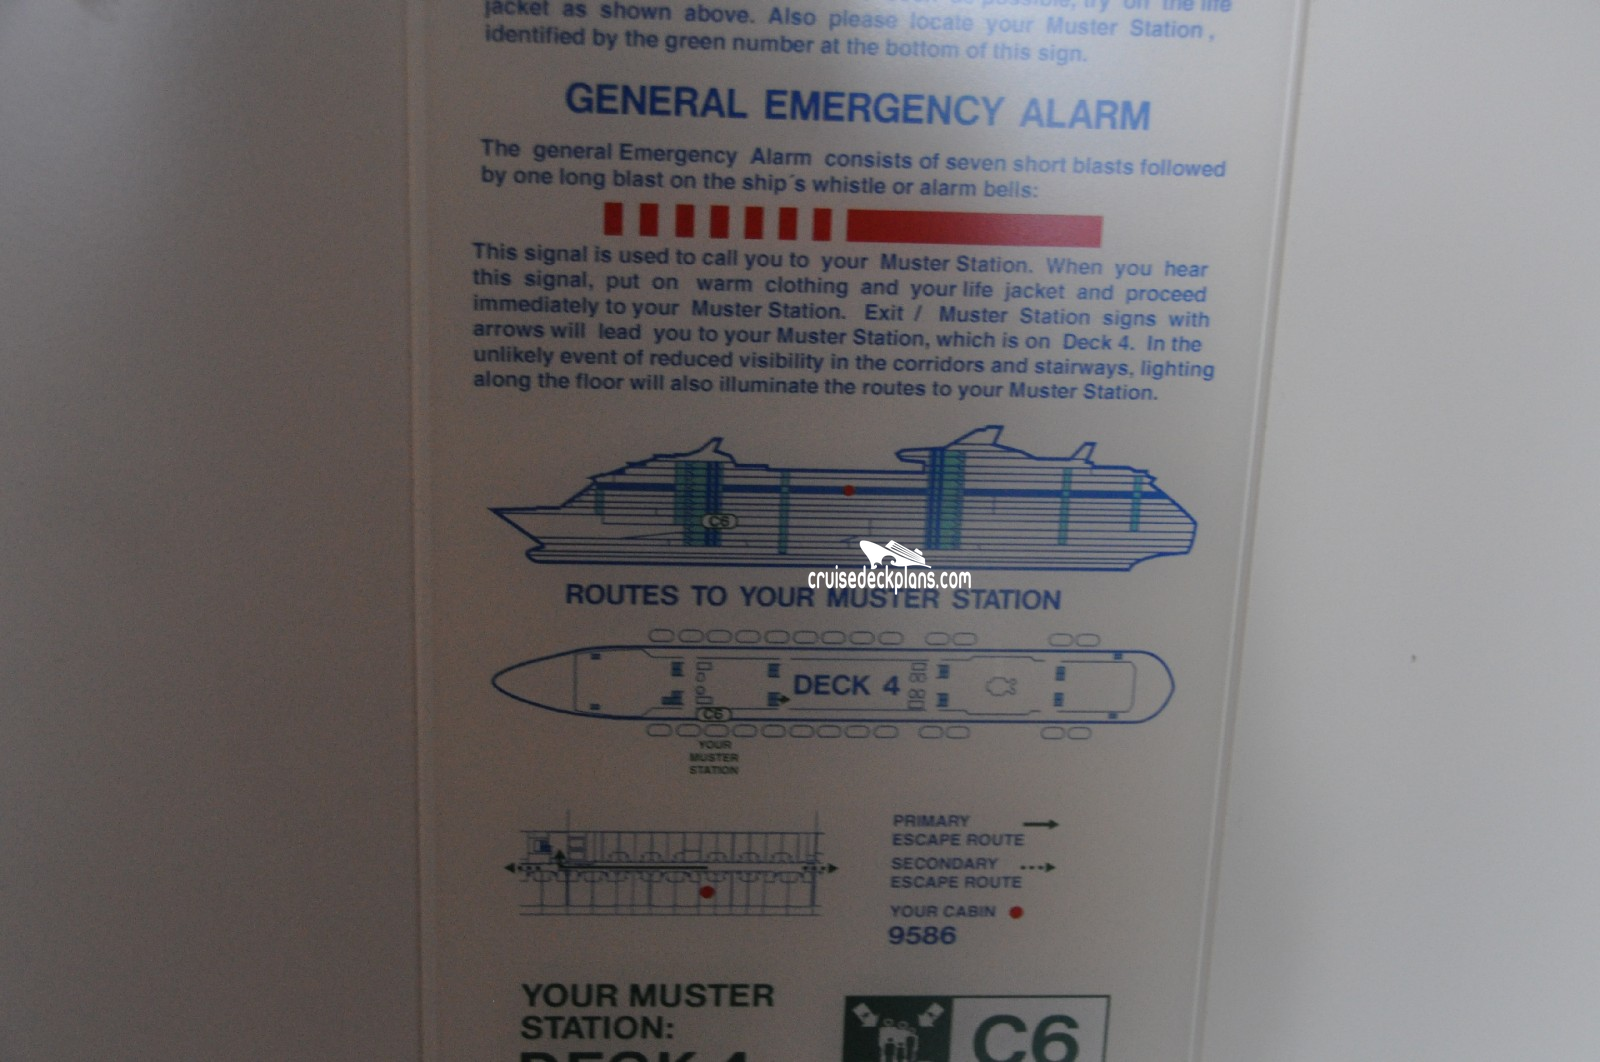 possible, try on the life
jacket as shown above. Also please locate your Muster Station ,
identified by the green number at the bottom of this sign.
GENERAL EMERGENCY ALARM
The general Emergency Alarm consists of seven short blasts followed
by one long blast on the ship´s whistle or alarm bells:
This signal is used to call you to your Muster Station. When you hear
this signal, put on warm clothing and your life jacket and proceed
immediately to your Muster Station. Exit / Muster Station signs with
arrows will lead you to your Muster Station, which is on Deck 4. In the
unlikely event of reduced visibility in the corridors and stairways, lighting
along the floor will also illuminate the routes to your Muster Station.
C6
cruisedeckplans.com
ROUTES TO YOUR MUSTER STATION
DECK 4
C6
YOUR
MUSTER
STATION
PRIMARY
ESCAPE ROUTE
SECONDARY
ESCAPE ROUTE
YOUR CABIN
9586
YOUR MUSTER
STATION:
DECK 4
C6